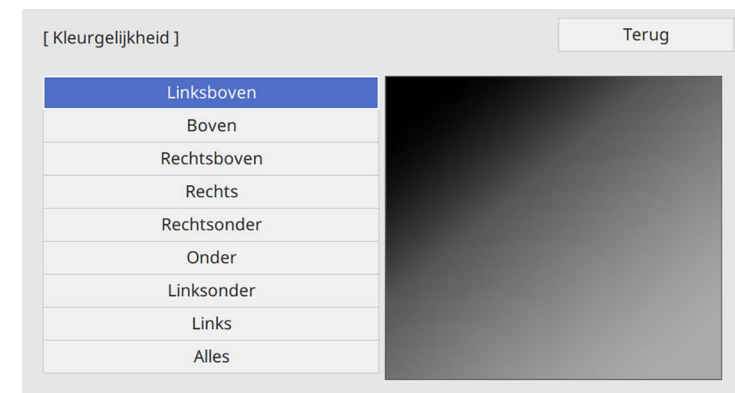 [ Kleurgelijkheid ]
Terug
Linksboven
Boven
Rechtsboven
Rechts
Rechtsonder
Onder
Linksonder
Links
Alles